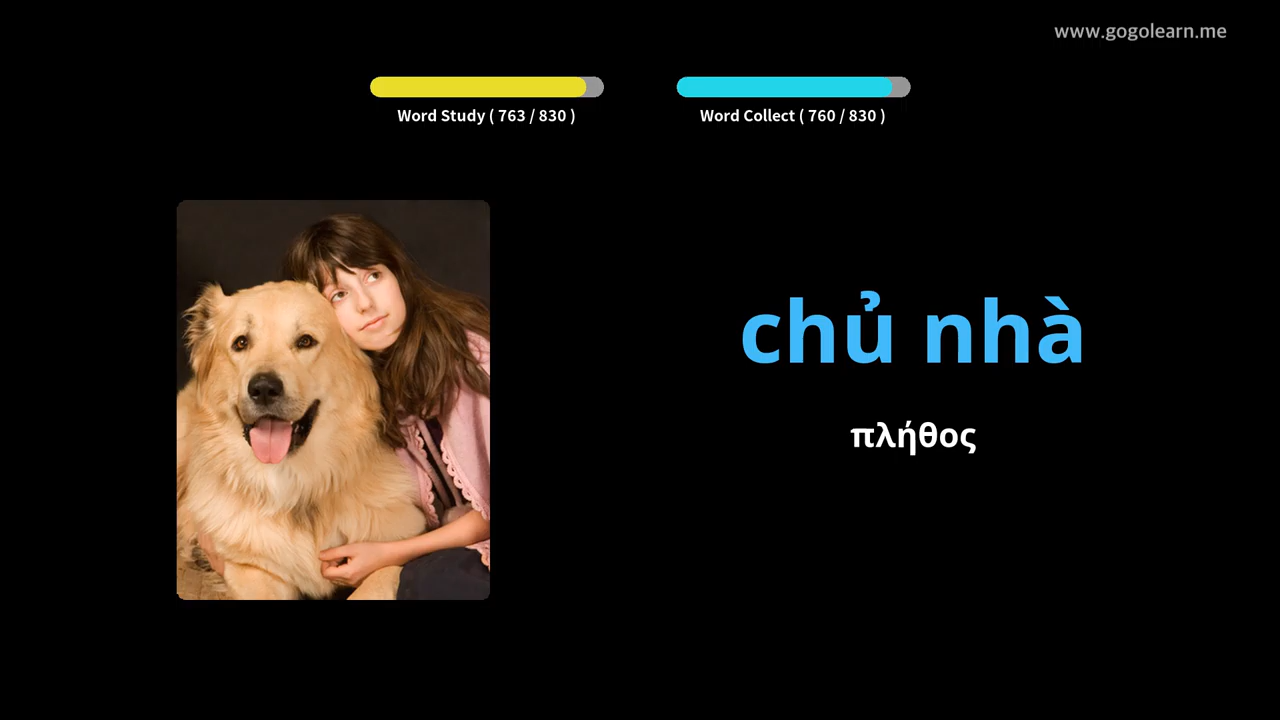 www.gogolearn.me
Word Study ( 763 / 830 )
Word Collect ( 760 / 830 )
chủ nhà
πλήθος